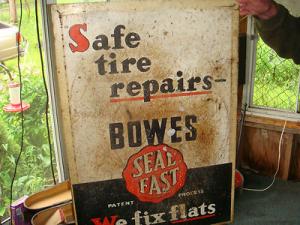 Safe
tire
repairs-
BOWES
SEAL
FAST
PATENT PROCESS
We fix flats